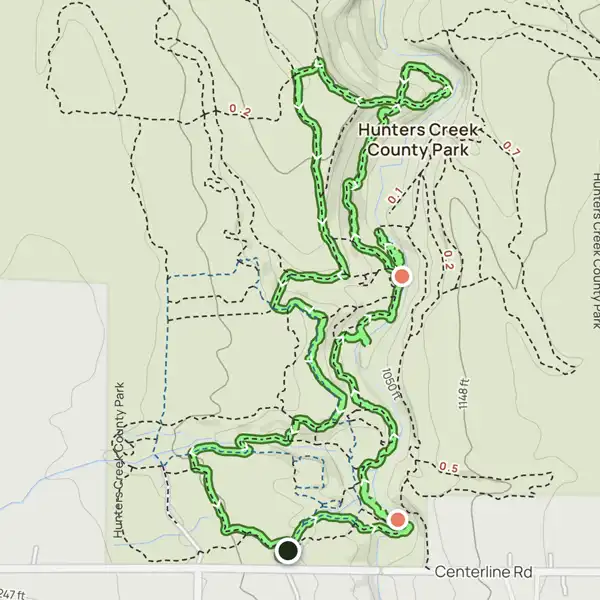 0.2
Hunters Creek
County Park
0.7
0.1
Hunters Creek County Park
0.2
1050 ft
1148 ft
Hunters Creek County Park
0.5
Centerline Rd
247 ft